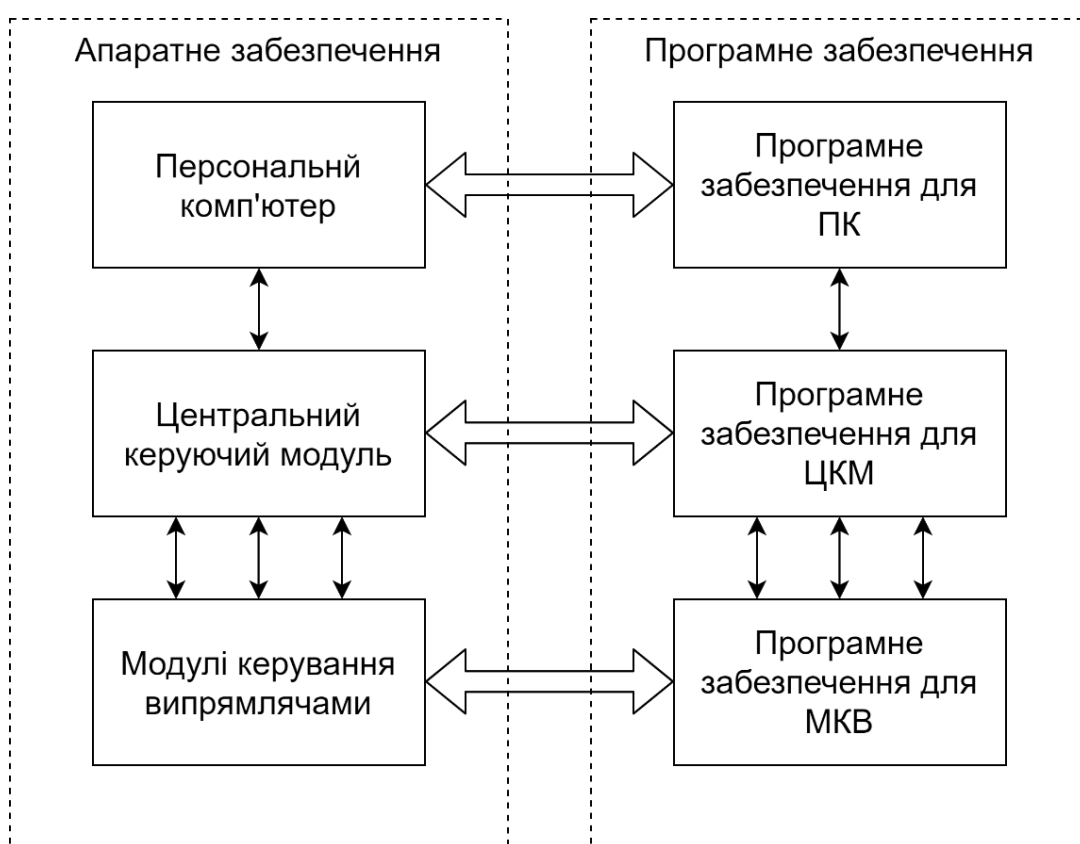 Апаратне забезпечення
Програмне забезпечення
Персональнй
комп'ютер
Програмне
забезпечення для
ПК
Центральний
керуючий модуль
Програмне
забезпечення для
ЦКМ
Модулі керування
випрямлячами
Програмне
забезпечення для
МКВ